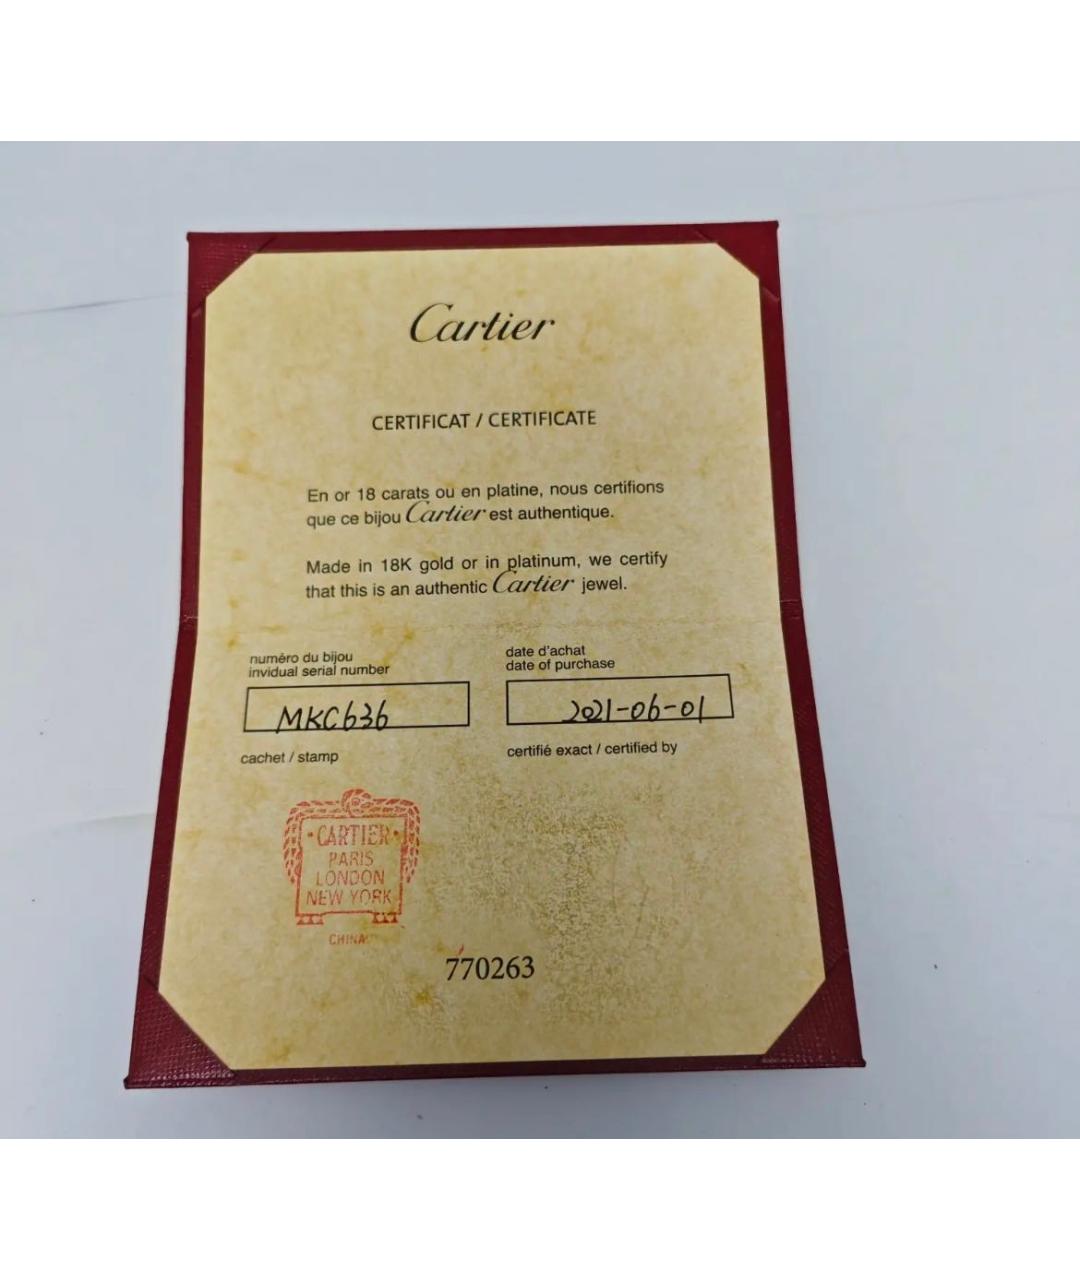 Cartier
CERTIFICAT / CERTIFICATE
En or 18 carats ou en platine, nous certifions
que ce bijou Cartier est authentique.
Made in 18K gold or in platinum, we certify
that this is an authentic Cartier jewel.
numéro du bijou
invidual serial number
MKC636
date d'achat
date of purchase
2021-06-01
cachet / stamp
certifié exact / certified by
CARTIER
PARIS
LONDON
NEW YORK
CHINA
770263